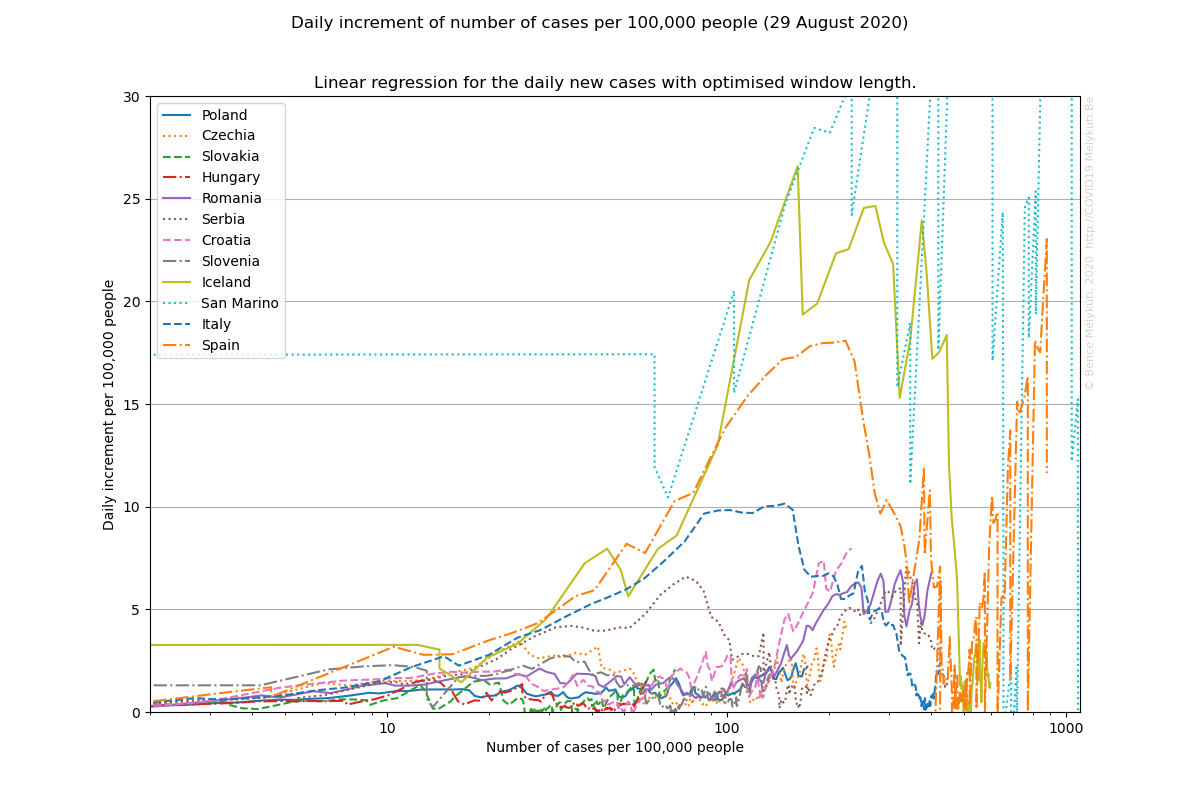 Daily increment of number of cases per 100,000 people (29 August 2020)
Linear regression for the daily new cases with optimised window length.
30
25
20
15
10
5
0
Daily increment per 100,000 people
Poland
Czechia
Slovakia
Hungary
Romania
Serbia
Croatia
Slovenia
Iceland
San Marino
Italy
Spain
10
100
1000
Number of cases per 100,000 people
© Bence Melykuti, 2020 http://COVID19.Melykuti.Be